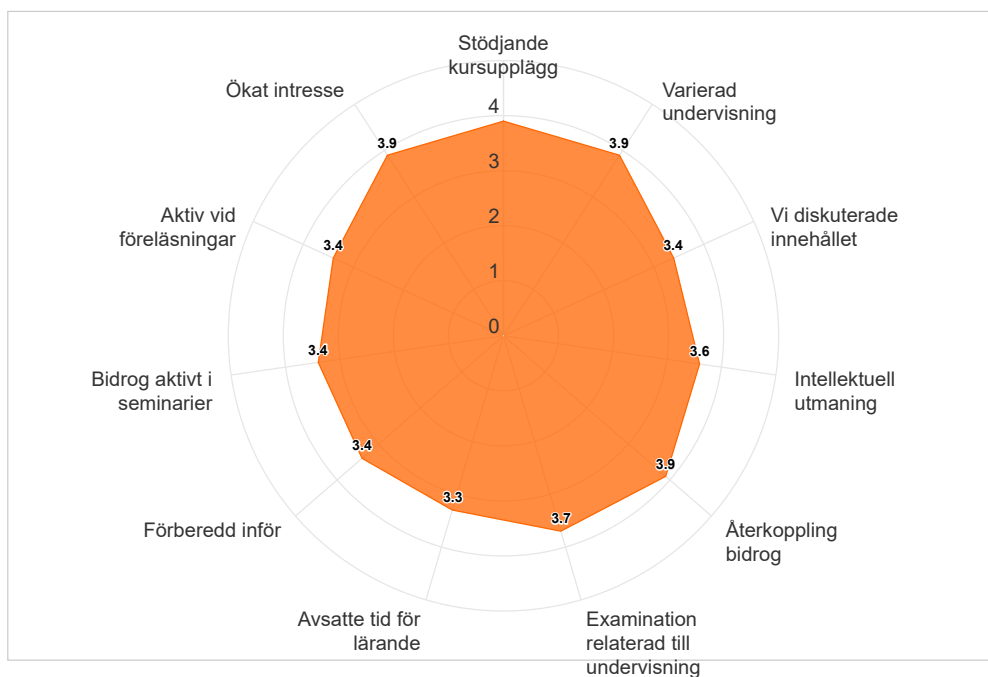 Stödjande
kursupplägg
Ökat intresse
Varierad
undervisning
4
3.9
3.9
3
Aktiv vid
föreläsningar
Vi diskuterade
innehållet
2
3.4
3.4
1
0
3.4
3.6
Bidrog aktivt i
seminarier
Intellektuell
utmaning
3.4
3.9
3.3
3.7
Förberedd inför
Återkoppling
bidrog
Avsatte tid för
lärande
Examination
relaterad till
undervisning